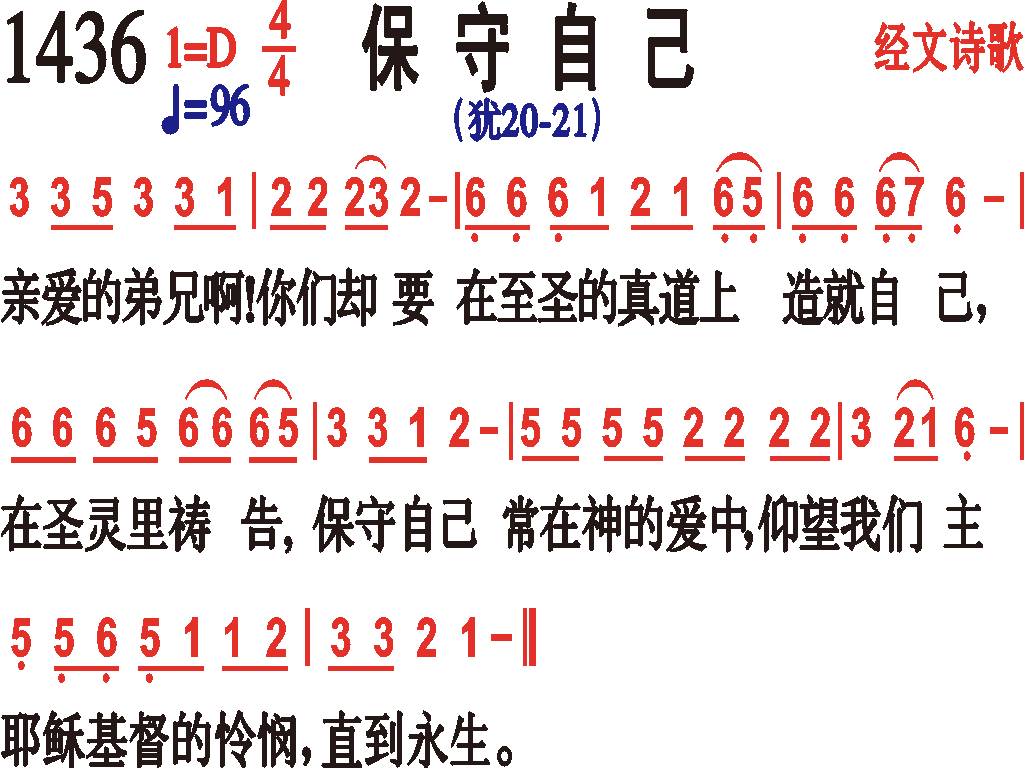 1436 1=D 4/4 保守自己 经文诗歌
♩=96 (犹20-21)
3 3 5 3 3 1 | 2 2 2 3 2 - | 6 6 6 1 2 1 6 5 | 6 6 6 7 6 - |
亲爱的弟兄啊!你们却 要 在至圣的真道上 造就自 己,
6 6 6 5 6 6 6 5 | 3 3 1 2 - | 5 5 5 5 2 2 2 2 | 3 2 1 6 - |
在圣灵里祷 告, 保守自己 常在神的爱中,仰望我们 主
5 5 6 5 1 1 2 | 3 3 2 1 - ‖
耶稣基督的怜悯,直到永生。